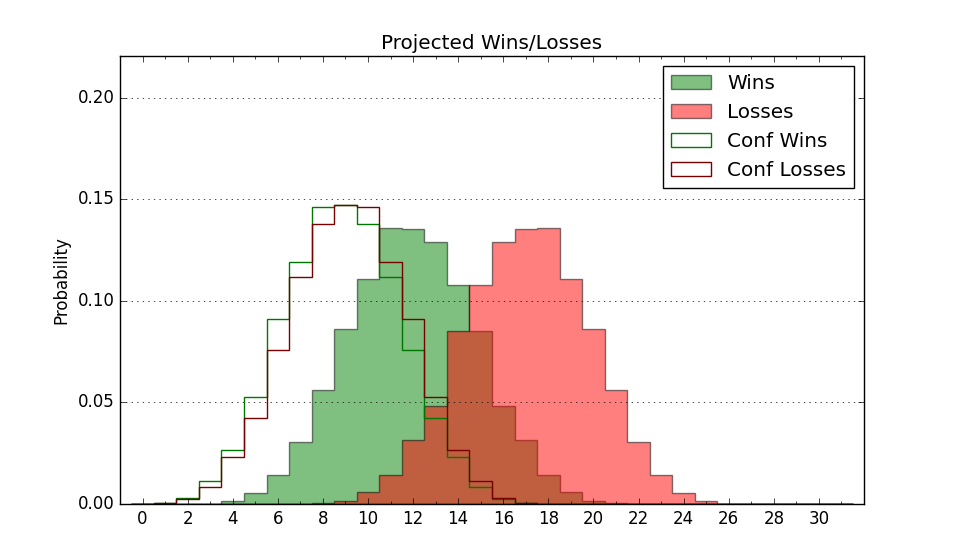 Projected Wins/Losses
Wins
Losses
Conf Wins
Conf Losses
Probability
0.20
0.15
0.10
0.05
0.00
0 2 4 6 8 10 12 14 16 18 20 22 24 26 28 30